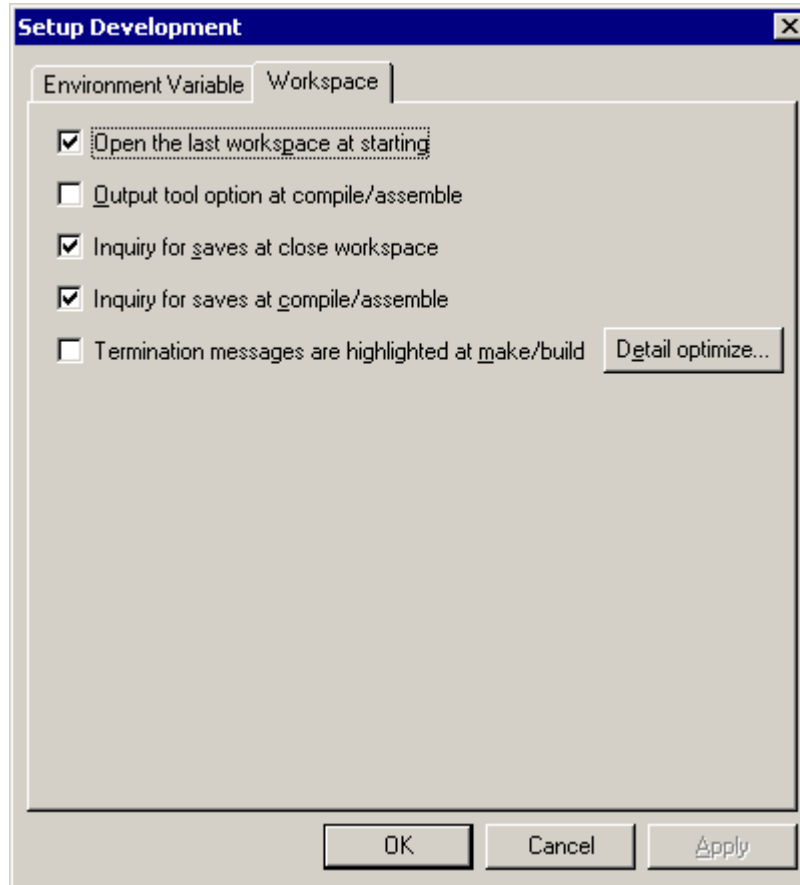 Setup Development
Environment Variable Workspace
Open the last workspace at starting
Output tool option at compile/assemble
Inquiry for saves at close workspace
Inquiry for saves at compile/assemble
Termination messages are highlighted at make/build Detail optimize...
OK Cancel Apply